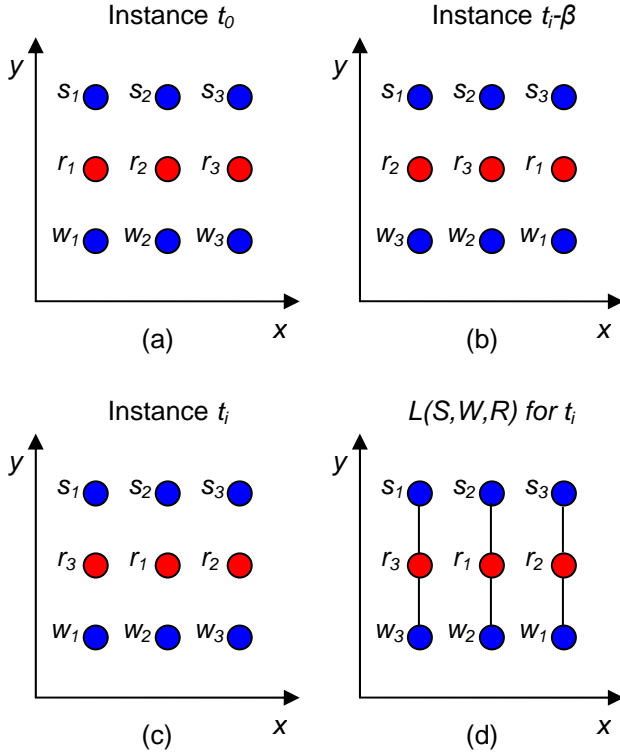 Instance t₀ Instance tᵢ-β
y y
s₁ s₂ s₃ s₁ s₂ s₃
r₁ r₂ r₃ r₂ r₃ r₁
w₁ w₂ w₃ w₃ w₂ w₁
x x
(a) (b)
Instance tᵢ L(S,W,R) for tᵢ
y y
s₁ s₂ s₃ s₁ s₂ s₃
r₃ r₁ r₂ r₃ r₁ r₂
w₁ w₂ w₃ w₃ w₂ w₁
x x
(c) (d)